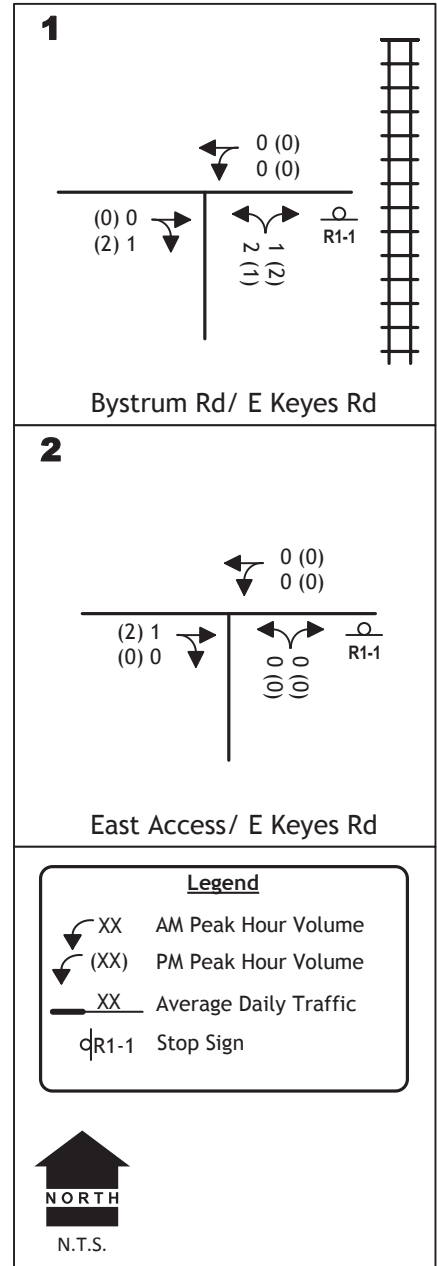 1
0 (0)
0 (0)
(0) 0
(2) 1
2 (1)
1 (2)
R1-1
Bystrum Rd/ E Keyes Rd
2
0 (0)
0 (0)
(2) 1
(0) 0
0 (0)
0 (0)
R1-1
East Access/ E Keyes Rd
Legend
XX AM Peak Hour Volume
(XX) PM Peak Hour Volume
XX Average Daily Traffic
R1-1 Stop Sign
NORTH
N.T.S.